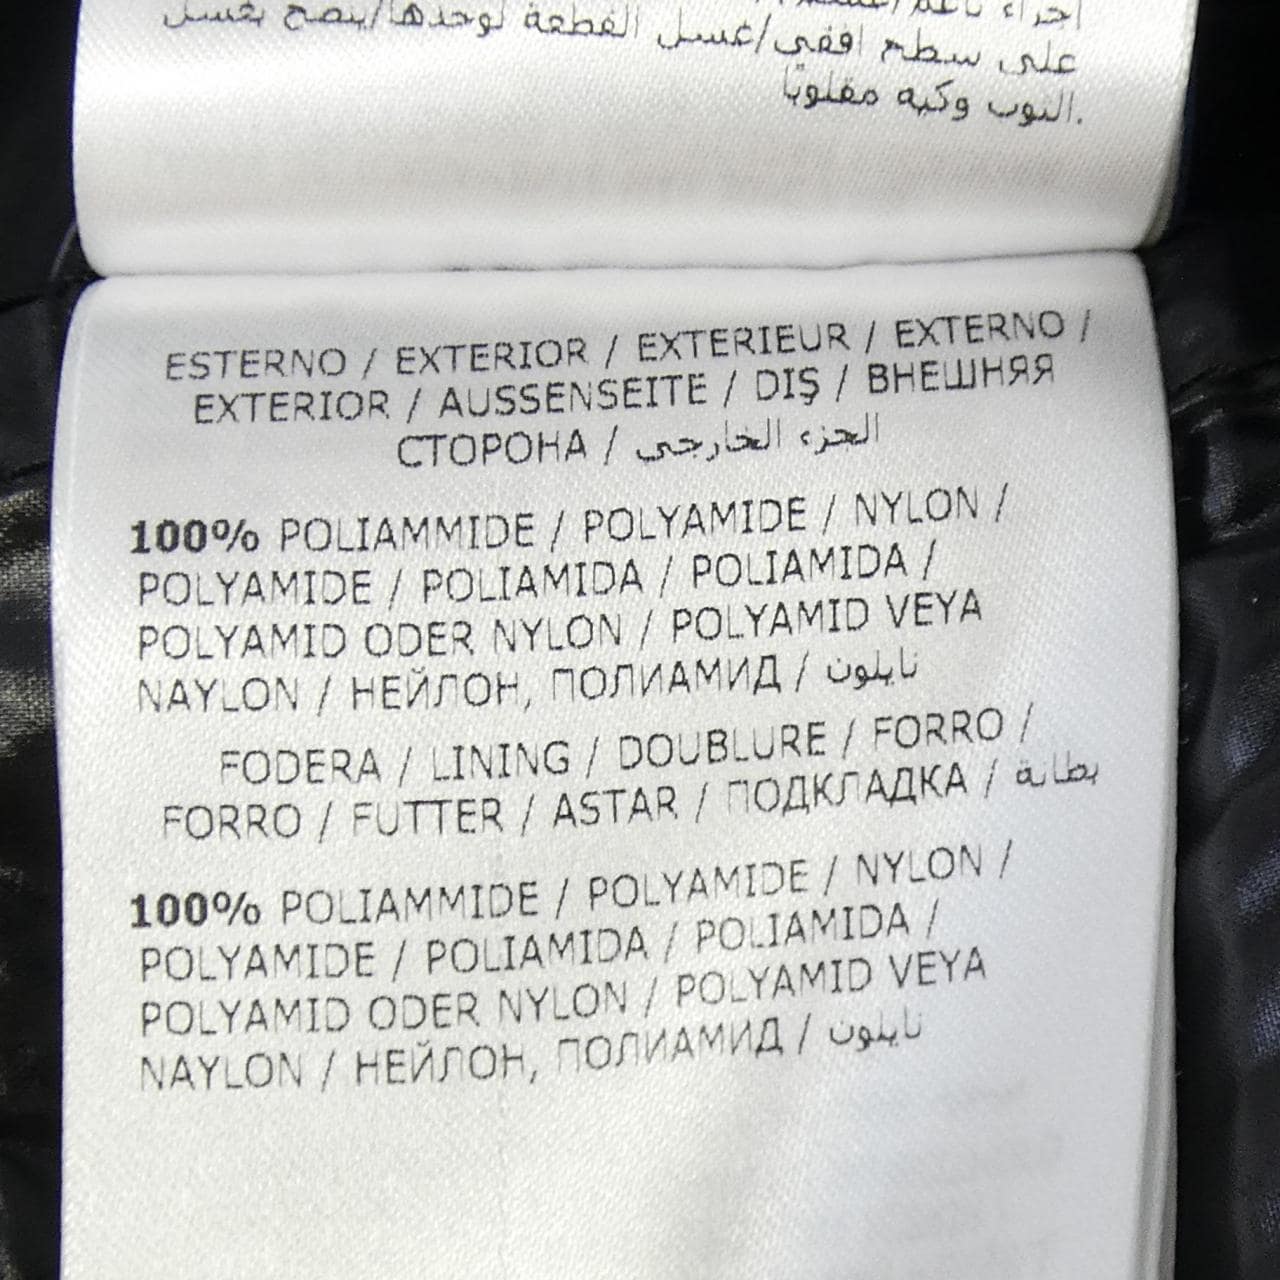 على سطح افقي/غسل القطعة لوحدها/ينصح بغسل
الثوب وكيه مقلوبًا.
ESTERNO / EXTERIOR / EXTERIEUR / EXTERNO /
EXTERIOR / AUSSENSEITE / DIŞ / ВНЕШНЯЯ
СТОРОНА / الجزء الخارجي
100% POLIAMMIDE / POLYAMIDE / NYLON /
POLYAMIDE / POLIAMIDA / POLIAMIDA /
POLYAMID ODER NYLON / POLYAMID VEYA
NAYLON / НЕЙЛОН, ПОЛИАМИД / نايلون
FODERA / LINING / DOUBLURE / FORRO /
FORRO / FUTTER / ASTAR / ПОДКЛАДКА / بطانة
100% POLIAMMIDE / POLYAMIDE / NYLON /
POLYAMIDE / POLIAMIDA / POLIAMIDA /
POLYAMID ODER NYLON / POLYAMID VEYA
NAYLON / НЕЙЛОН, ПОЛИАМИД / نايلون